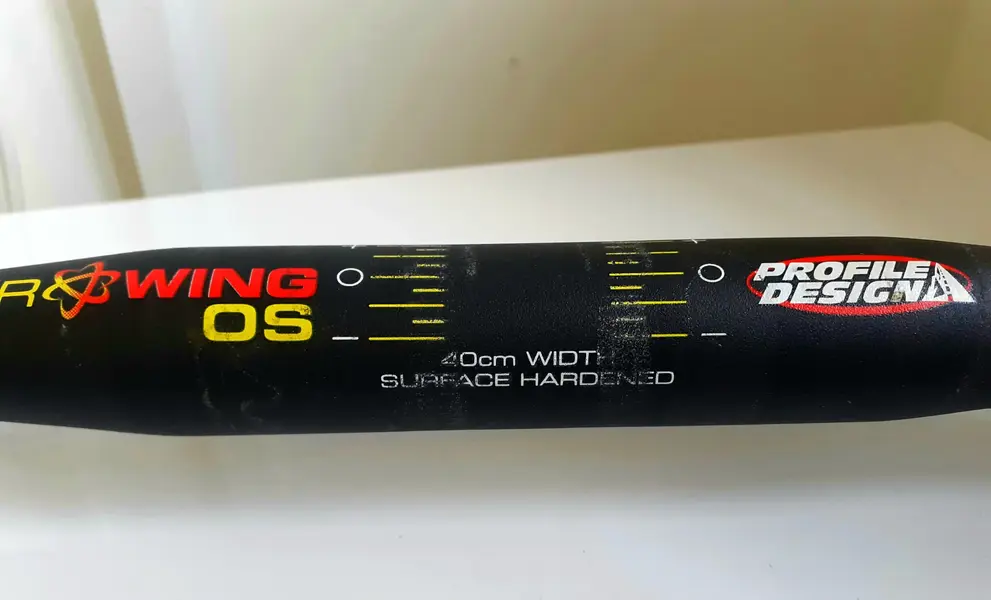 R WING
OS
40cm WIDTH
SURFACE HARDENED
PROFILE
DESIGN